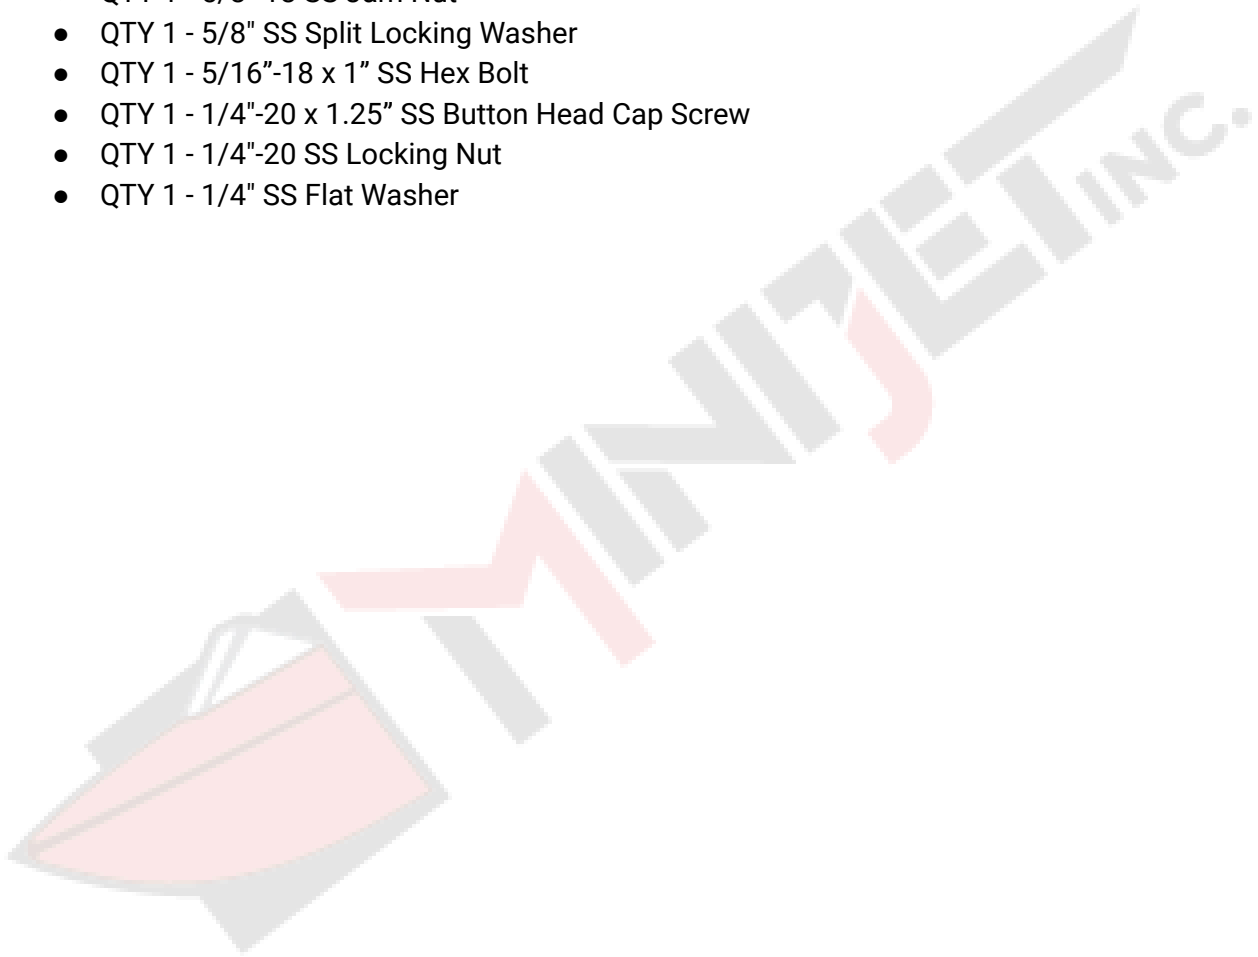 ● QTY 1 - 5/8" SS Split Locking Washer
● QTY 1 - 5/16”-18 x 1” SS Hex Bolt
● QTY 1 - 1/4"-20 x 1.25” SS Button Head Cap Screw
● QTY 1 - 1/4"-20 SS Locking Nut
● QTY 1 - 1/4" SS Flat Washer
MINIJET INC.